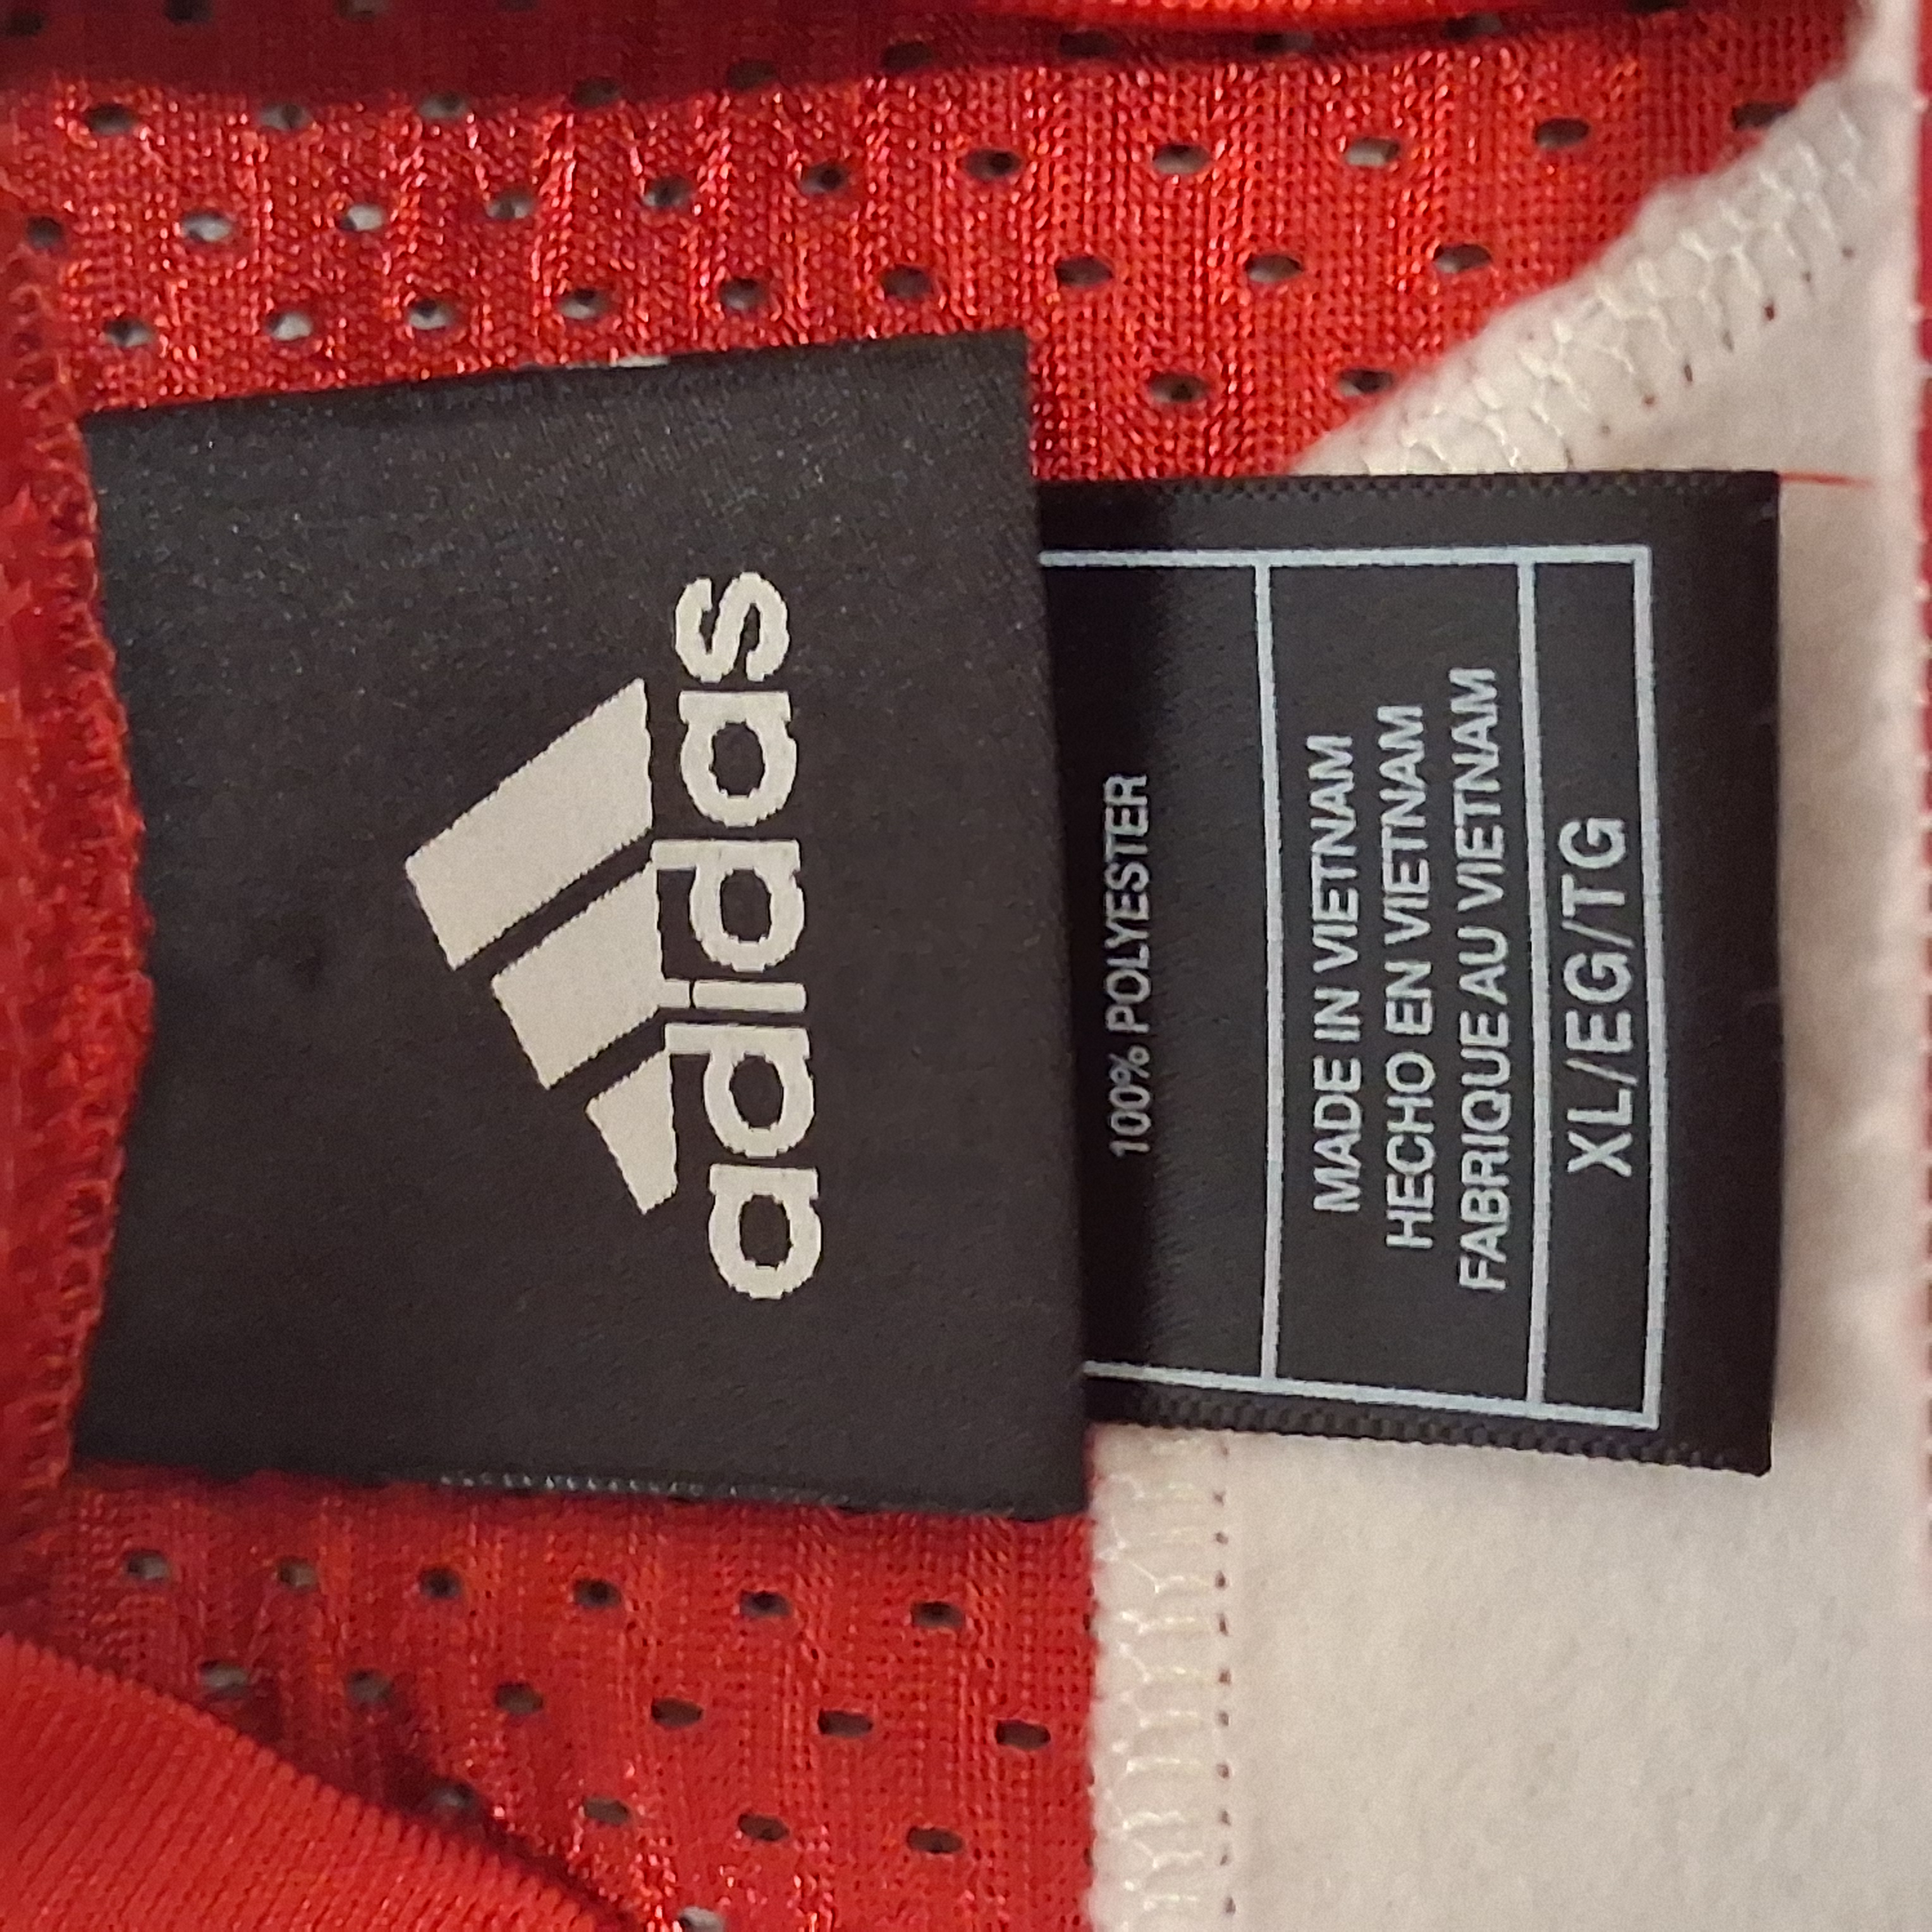 adidas
100% POLYESTER
MADE IN VIETNAM
HECHO EN VIETNAM
FABRIQUE AU VIETNAM
XL/EG/TG